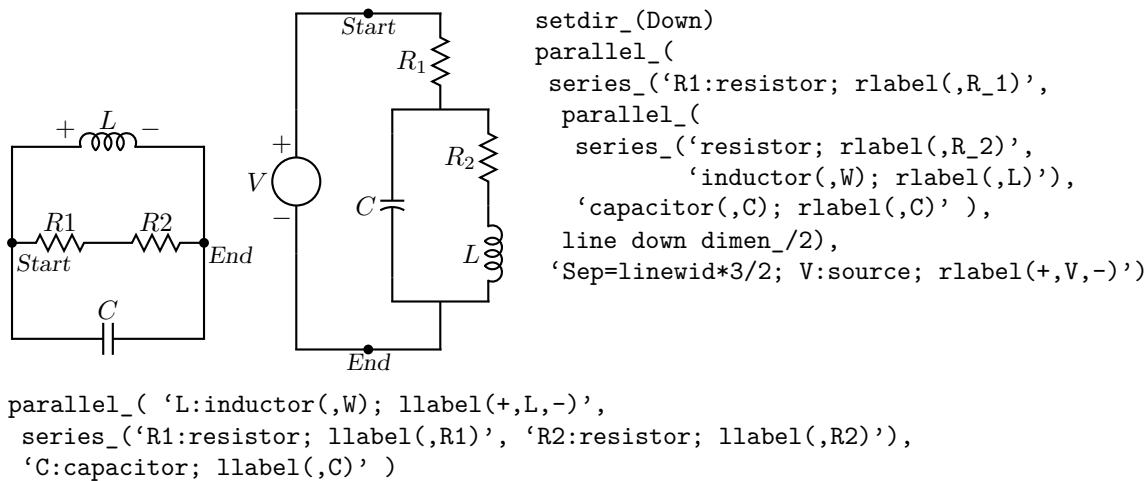 L
+ −
R1 R2
Start
End
C
Start
R1
R2
+
V
−
C
L
End
setdir_(Down)
parallel_(
series_(‘R1:resistor; rlabel(,R_1)’,
parallel_(
series_(‘resistor; rlabel(,R_2)’,
‘inductor(,W); rlabel(,L)’),
‘capacitor(,C); rlabel(,C)’ ),
line down dimen_/2),
‘Sep=linewid*3/2; V:source; rlabel(+,V,-)’)
parallel_( ‘L:inductor(,W); llabel(+,L,-)’,
series_(‘R1:resistor; llabel(,R1)’, ‘R2:resistor; llabel(,R2)’),
‘C:capacitor; llabel(,C)’ )